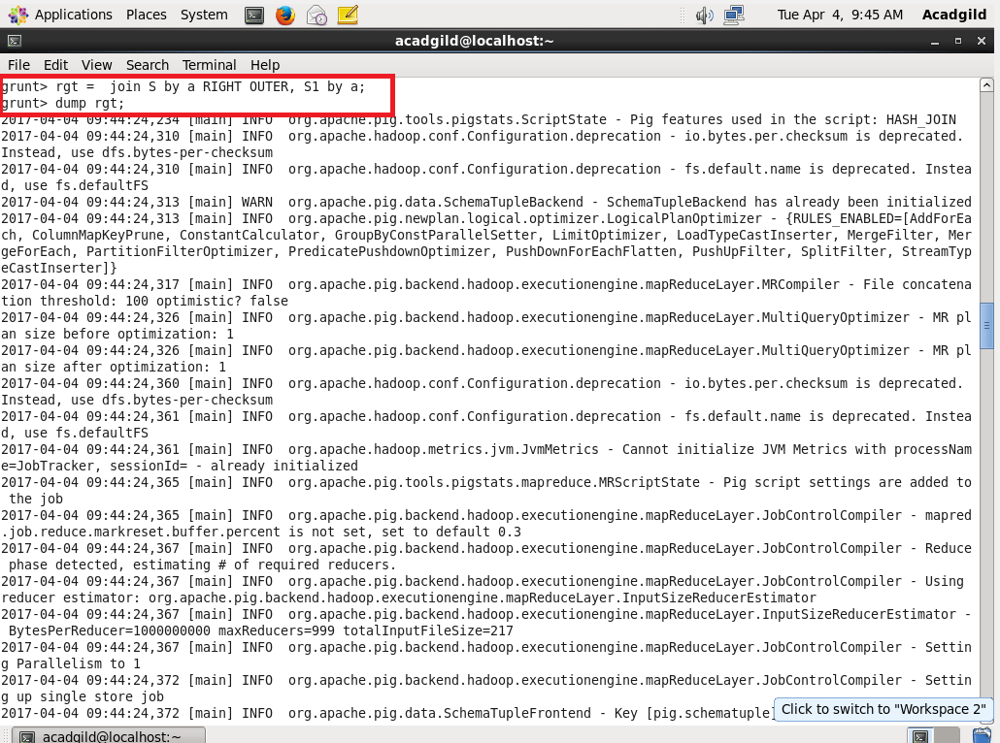 Applications Places System Tue Apr 4, 9:45 AM Acadgild
acadgild@localhost:~
File Edit View Search Terminal Help
grunt> rgt =  join S by a RIGHT OUTER, S1 by a;
grunt> dump rgt;
2017-04-04 09:44:24,234 [main] INFO  org.apache.pig.tools.pigstats.ScriptState - Pig features used in the script: HASH_JOIN
2017-04-04 09:44:24,310 [main] INFO  org.apache.hadoop.conf.Configuration.deprecation - io.bytes.per.checksum is deprecated.
Instead, use dfs.bytes-per-checksum
2017-04-04 09:44:24,310 [main] INFO  org.apache.hadoop.conf.Configuration.deprecation - fs.default.name is deprecated. Instea
d, use fs.defaultFS
2017-04-04 09:44:24,313 [main] WARN  org.apache.pig.data.SchemaTupleBackend - SchemaTupleBackend has already been initialized
2017-04-04 09:44:24,313 [main] INFO  org.apache.pig.newplan.logical.optimizer.LogicalPlanOptimizer - {RULES_ENABLED=[AddForEa
ch, ColumnMapKeyPrune, ConstantCalculator, GroupByConstParallelSetter, LimitOptimizer, LoadTypeCastInserter, MergeFilter, Mer
geForEach, PartitionFilterOptimizer, PredicatePushdownOptimizer, PushDownForEachFlatten, PushUpFilter, SplitFilter, StreamTyp
eCastInserter]}
2017-04-04 09:44:24,317 [main] INFO  org.apache.pig.backend.hadoop.executionengine.mapReduceLayer.MRCompiler - File concatena
tion threshold: 100 optimistic? false
2017-04-04 09:44:24,326 [main] INFO  org.apache.pig.backend.hadoop.executionengine.mapReduceLayer.MultiQueryOptimizer - MR pl
an size before optimization: 1
2017-04-04 09:44:24,326 [main] INFO  org.apache.pig.backend.hadoop.executionengine.mapReduceLayer.MultiQueryOptimizer - MR pl
an size after optimization: 1
2017-04-04 09:44:24,360 [main] INFO  org.apache.hadoop.conf.Configuration.deprecation - io.bytes.per.checksum is deprecated.
Instead, use dfs.bytes-per-checksum
2017-04-04 09:44:24,361 [main] INFO  org.apache.hadoop.conf.Configuration.deprecation - fs.default.name is deprecated. Instea
d, use fs.defaultFS
2017-04-04 09:44:24,361 [main] INFO  org.apache.hadoop.metrics.jvm.JvmMetrics - Cannot initialize JVM Metrics with processNam
e=JobTracker, sessionId= - already initialized
2017-04-04 09:44:24,365 [main] INFO  org.apache.pig.tools.pigstats.mapreduce.MRScriptState - Pig script settings are added to
 the job
2017-04-04 09:44:24,365 [main] INFO  org.apache.pig.backend.hadoop.executionengine.mapReduceLayer.JobControlCompiler - mapred
.job.reduce.markreset.buffer.percent is not set, set to default 0.3
2017-04-04 09:44:24,367 [main] INFO  org.apache.pig.backend.hadoop.executionengine.mapReduceLayer.JobControlCompiler - Reduce
 phase detected, estimating # of required reducers.
2017-04-04 09:44:24,367 [main] INFO  org.apache.pig.backend.hadoop.executionengine.mapReduceLayer.JobControlCompiler - Using
reducer estimator: org.apache.pig.backend.hadoop.executionengine.mapReduceLayer.InputSizeReducerEstimator
2017-04-04 09:44:24,367 [main] INFO  org.apache.pig.backend.hadoop.executionengine.mapReduceLayer.InputSizeReducerEstimator -
 BytesPerReducer=1000000000 maxReducers=999 totalInputFileSize=217
2017-04-04 09:44:24,367 [main] INFO  org.apache.pig.backend.hadoop.executionengine.mapReduceLayer.JobControlCompiler - Settin
g Parallelism to 1
2017-04-04 09:44:24,372 [main] INFO  org.apache.pig.backend.hadoop.executionengine.mapReduceLayer.JobControlCompiler - Settin
g up single store job
2017-04-04 09:44:24,372 [main] INFO  org.apache.pig.data.SchemaTupleFrontend - Key [pig.schematuple]
Click to switch to "Workspace 2"
acadgild@localhost:~